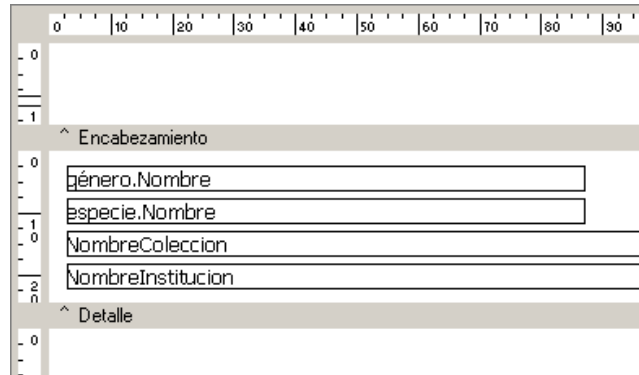 0 10 20 30 40 50 60 70 80 90
0
1
^ Encabezamiento
0
género.Nombre
especie.Nombre
1
0
NombreColeccion
NombreInstitucion
2
0
^ Detalle
0